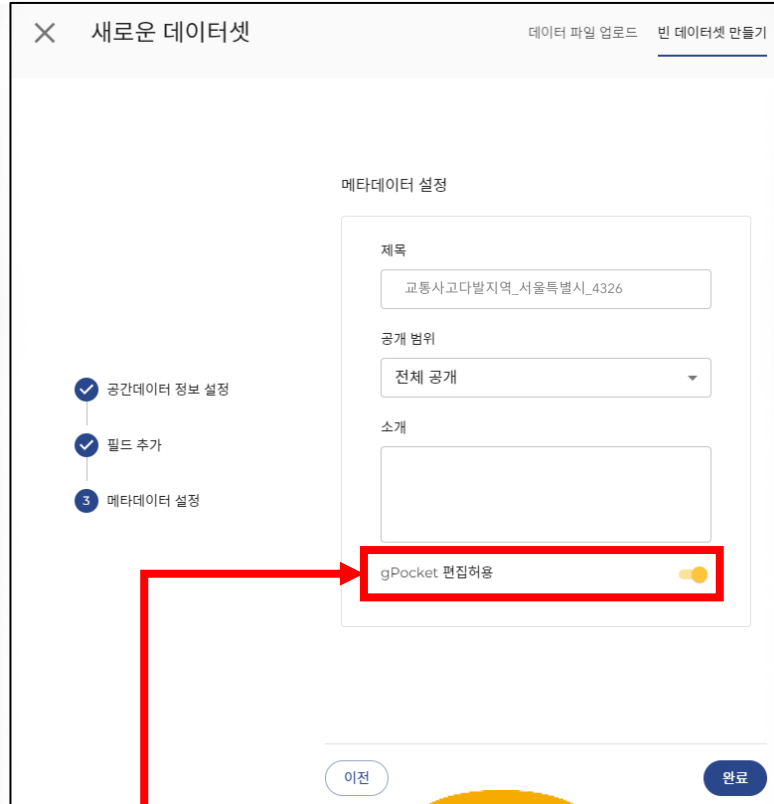 새로운 데이터셋
데이터 파일 업로드 빈 데이터셋 만들기
메타데이터 설정
제목
교통사고다발지역_서울특별시_4326
공개 범위
전체 공개
소개
공간데이터 정보 설정
필드 추가
3 메타데이터 설정
gPocket 편집허용
이전
완료